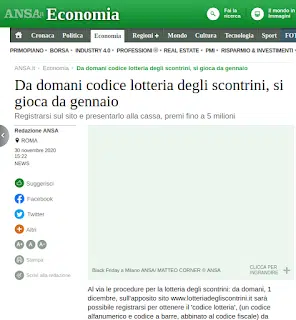 ANSA.it Economia
Fai la
ricerca
Il mondo in
Immagini
Cronaca Politica Economia Regioni + Mondo Cultura Tecnologia Sport FOT
PRIMOPIANO • BORSA • INDUSTRY 4.0 • PROFESSIONI • REAL ESTATE • PMI • RISPARMIO & INVESTIMENTI
ANSA.it Economia Da domani codice lotteria degli scontrini, si gioca da gennaio
Da domani codice lotteria degli scontrini, si
gioca da gennaio
Registrarsi sul sito e presentarlo alla cassa, premi fino a 5 milioni
Redazione ANSA
ROMA
30 novembre 2020
15:22
NEWS
Suggerisci
Facebook
Twitter
Altri
A A A
Stampa
Scrivi alla redazione
Black Friday a Milano ANSA/ MATTEO CORNER © ANSA
CLICCA PER
INGRANDIRE
Al via le procedure per la lotteria degli scontrini: da domani, 1
dicembre, sull'apposito sito www.lotteriadegliscontrini.it sarà
possibile registrarsi per ottenere il 'codice lotteria', (un codice
alfanumerico e codice a barre, abbinato al codice fiscale) da